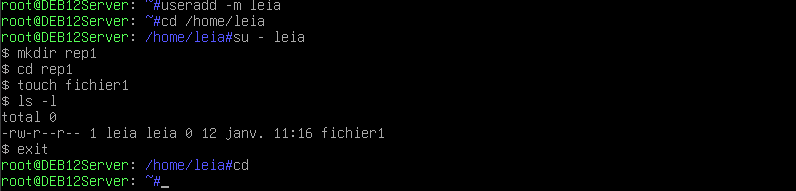 root@DEB12Server: ~#useradd -m leia
root@DEB12Server: ~#cd /home/leia
root@DEB12Server: /home/leia#su - leia
$ mkdir rep1
$ cd rep1
$ touch fichier1
$ ls -l
total 0
-rw-r--r-- 1 leia leia 0 12 janv. 11:16 fichier1
$ exit
root@DEB12Server: /home/leia#cd
root@DEB12Server: ~#_